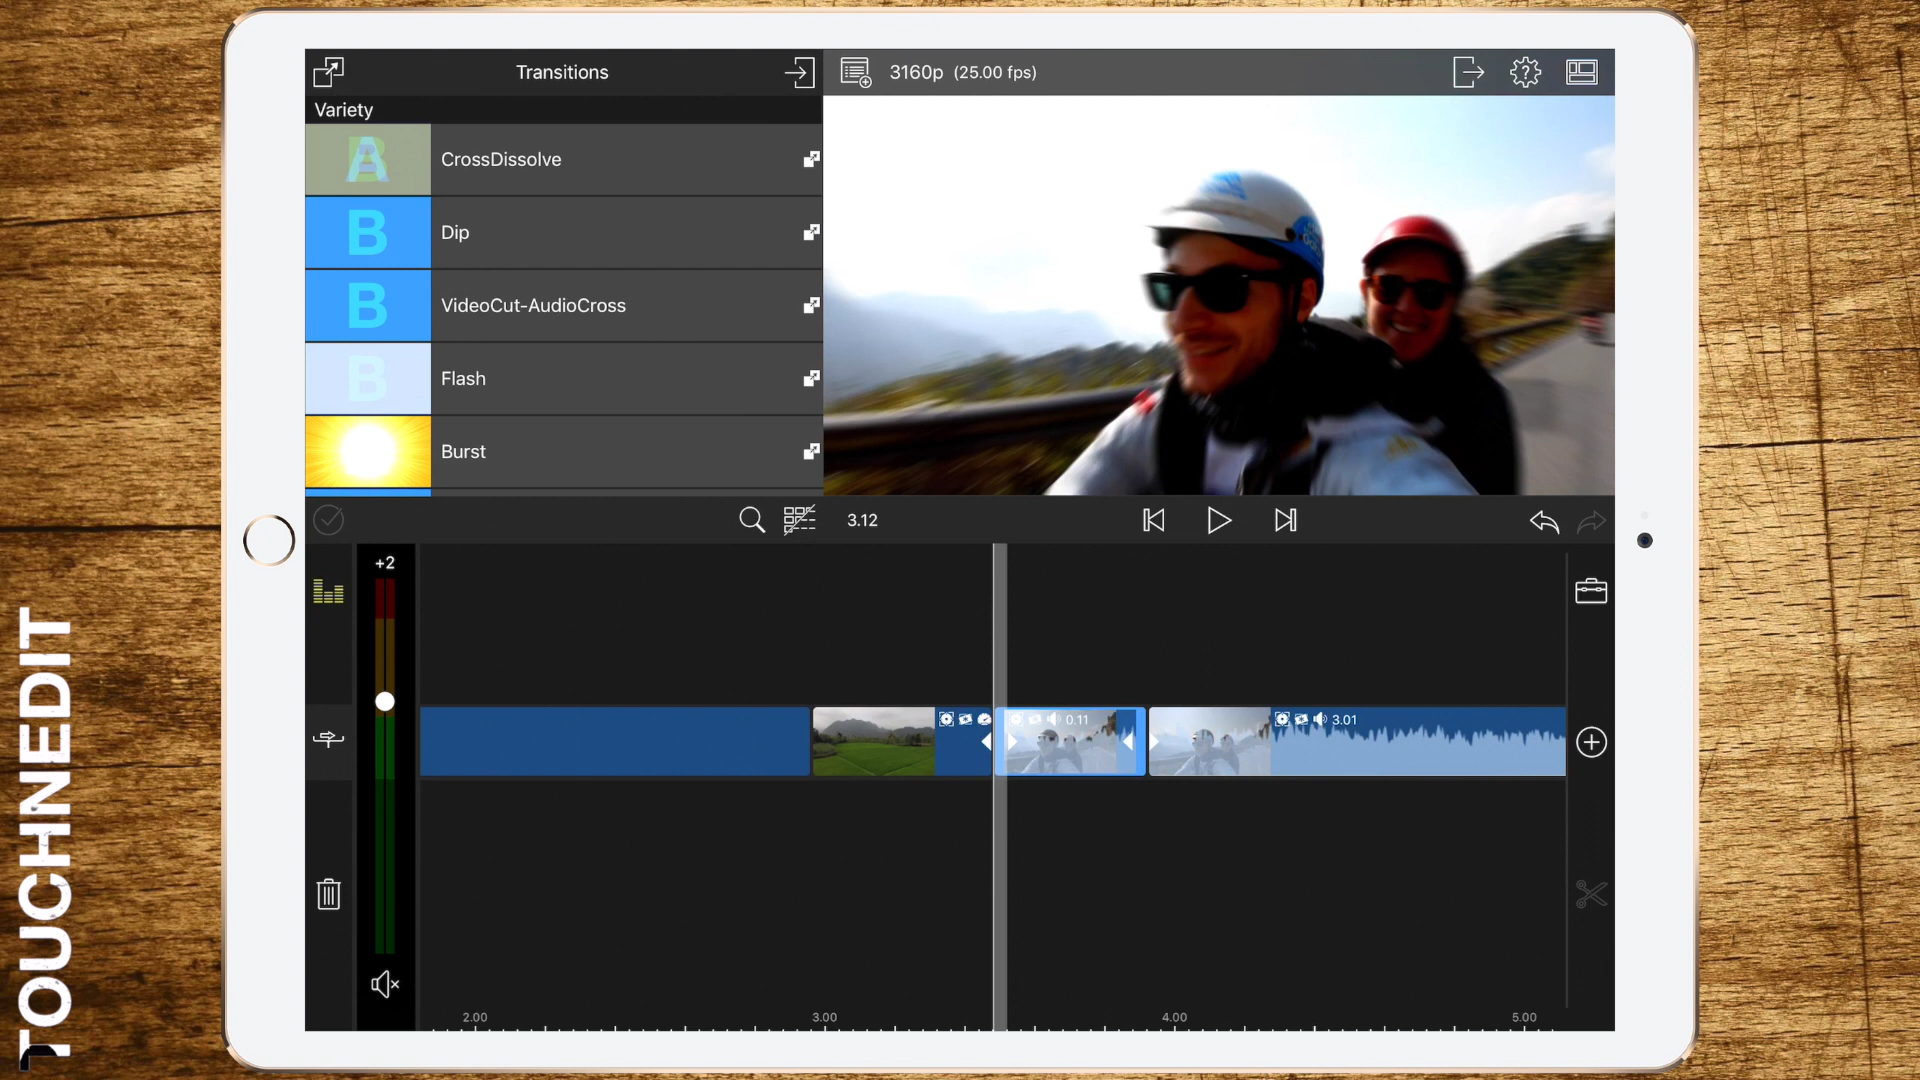 Transitions
3160p (25.00 fps)
Variety
A
B
CrossDissolve
B
Dip
B
VideoCut-AudioCross
B
Flash
Burst
3.12
+2
0.11
3.01
2.00
3.00
4.00
5.00
TOUCHNEDIT